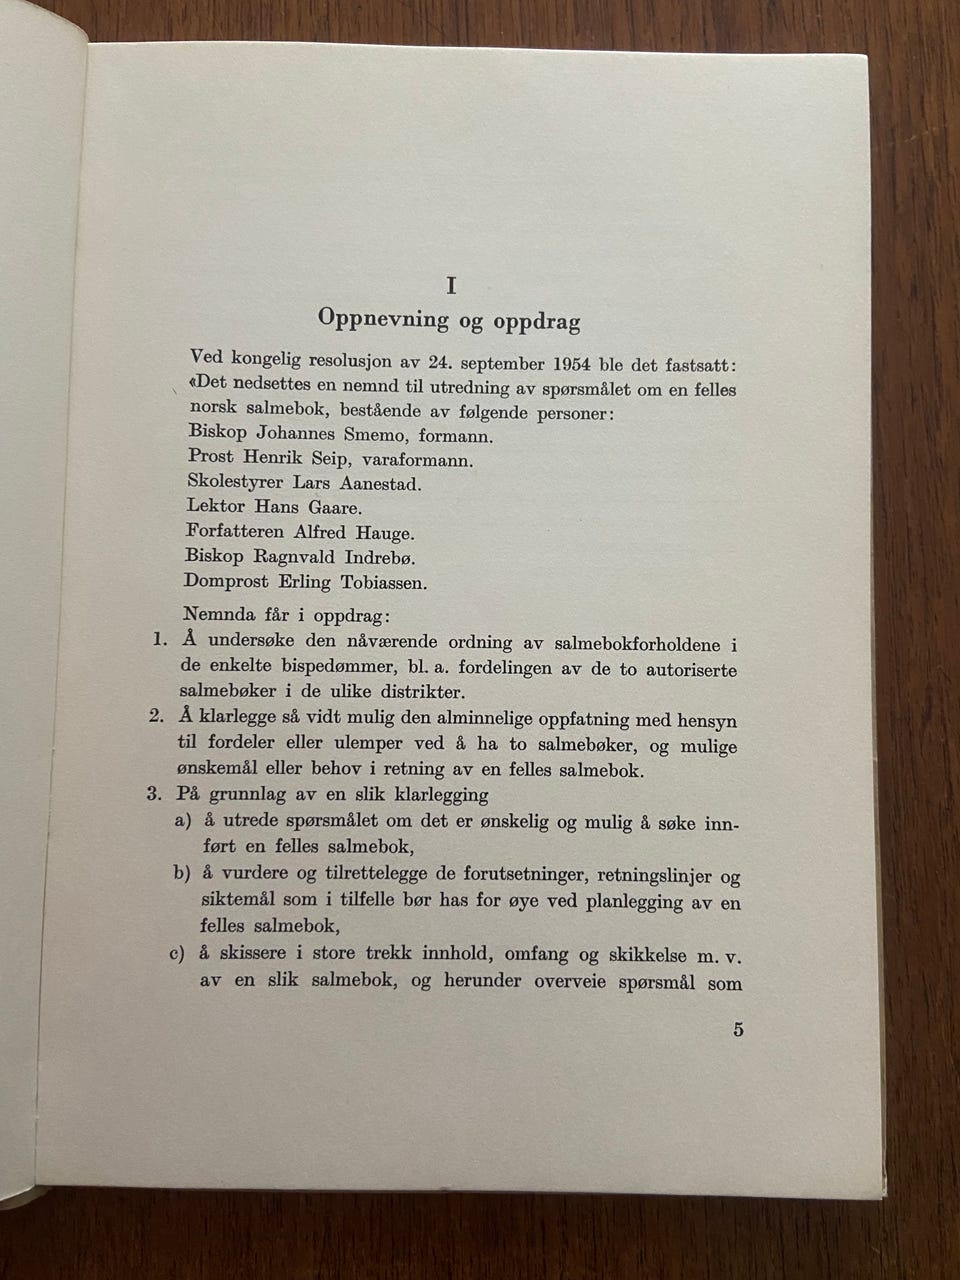 I
Oppnevning og oppdrag
Ved kongelig resolusjon av 24. september 1954 ble det fastsatt:
«Det nedsettes en nemnd til utredning av spørsmålet om en felles
norsk salmebok, bestående av følgende personer:
Biskop Johannes Smemo, formann.
Prost Henrik Seip, varaformann.
Skolestyrer Lars Aanestad.
Lektor Hans Gaare.
Forfatteren Alfred Hauge.
Biskop Ragnvald Indrebø.
Domprost Erling Tobiassen.
Nemnda får i oppdrag:
1. Å undersøke den nåværende ordning av salmebokforholdene i
de enkelte bispedømmer, bl. a. fordelingen av de to autoriserte
salmebøker i de ulike distrikter.
2. Å klarlegge så vidt mulig den alminnelige oppfatning med hensyn
til fordeler eller ulemper ved å ha to salmebøker, og mulige
ønskemål eller behov i retning av en felles salmebok.
3. På grunnlag av en slik klarlegging
a) å utrede spørsmålet om det er ønskelig og mulig å søke inn-
ført en felles salmebok,
b) å vurdere og tilrettelegge de forutsetninger, retningslinjer og
siktemål som i tilfelle bør has for øye ved planlegging av en
felles salmebok,
c) å skissere i store trekk innhold, omfang og skikkelse m. v.
av en slik salmebok, og herunder overveie spørsmål som
5